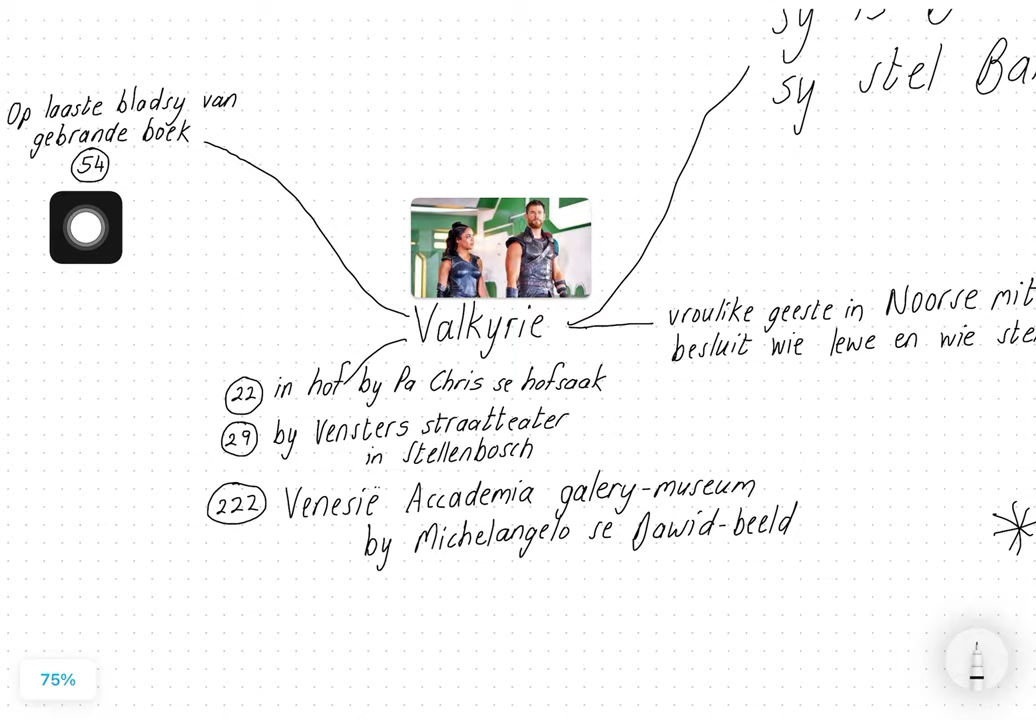 sy is
sy stel
Op laaste bladsy van
gebrande boek
54
Valkyrie
vroulike geeste in Noorse
besluit wie lewe en wie
22 in hof by Pa Chris se hofsaak
29 by Vensters straatteater
in Stellenbosch
222 Venesië Accademia galery-museum
by Michelangelo se Dawid-beeld
75%